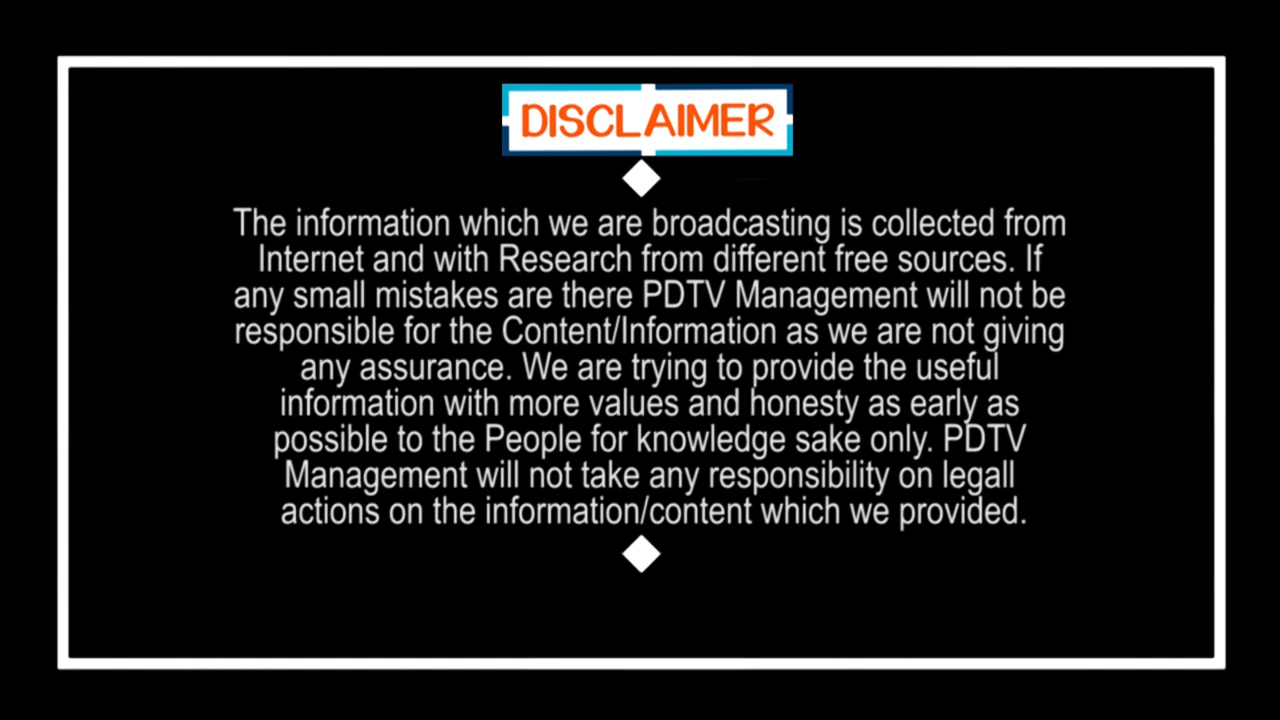 DISCLAIMER
The information which we are broadcasting is collected from
Internet and with Research from different free sources. If
any small mistakes are there PDTV Management will not be
responsible for the Content/Information as we are not giving
any assurance. We are trying to provide the useful
information with more values and honesty as early as
possible to the People for knowledge sake only. PDTV
Management will not take any responsibility on legall
actions on the information/content which we provided.